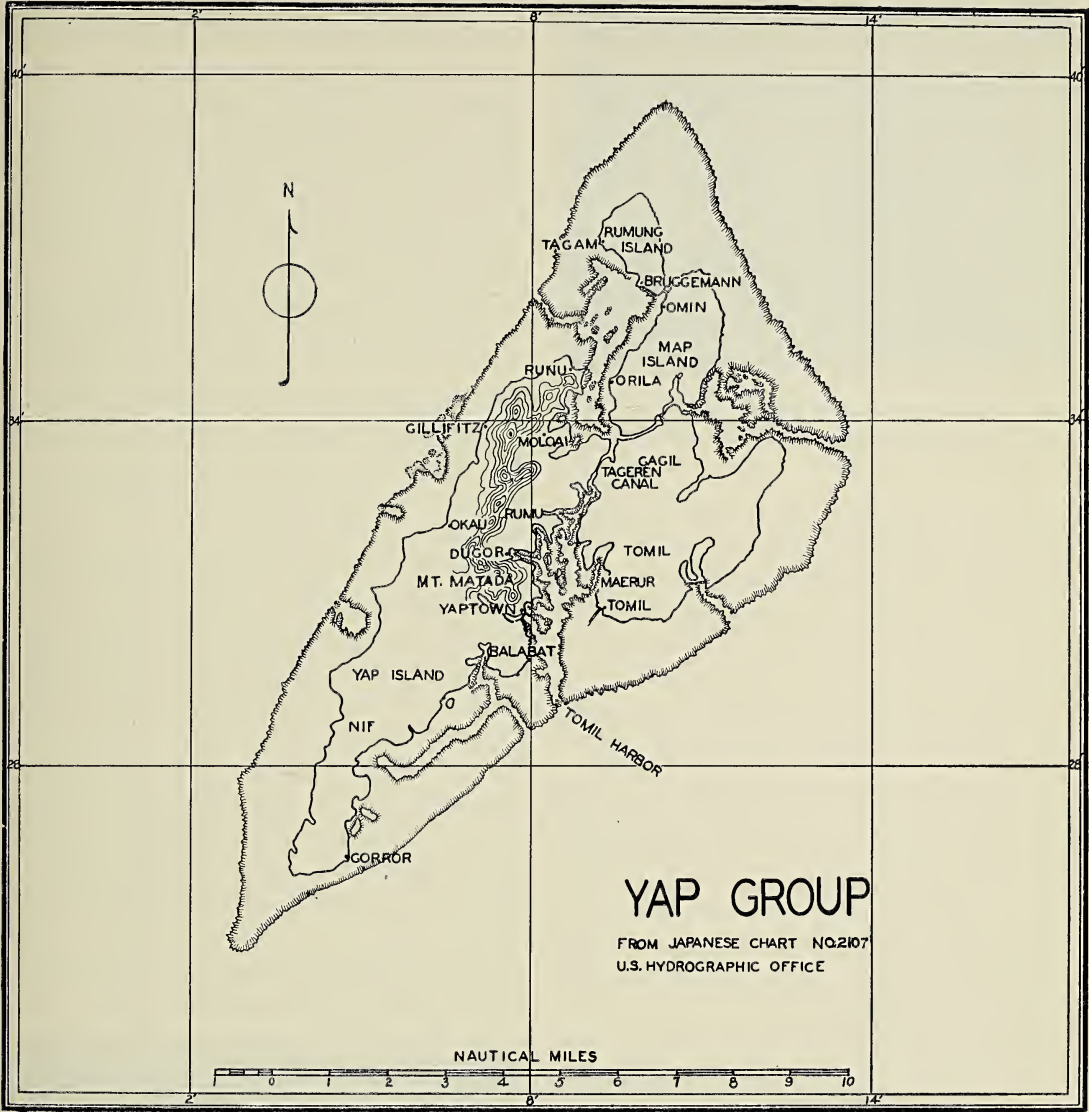 2'
8'
14'
40'
40'
N
RUMUNG
TAGAM
ISLAND
BRUGGEMANN
OMIN
MAP
ISLAND
RUNU
ORILA
34'
34'
GILLIFITZ
MOLOAI
GAGIL
TAGEREN
CANAL
OKAU
RUMU
DUGOR
TOMIL
MT. MATADA
MAERUR
YAPTOWN
TOMIL
BALABAT
YAP ISLAND
NIF
TOMIL HARBOR
28'
28'
GORROR
YAP GROUP
FROM JAPANESE CHART NO.2107
U.S. HYDROGRAPHIC OFFICE
NAUTICAL MILES
1 0 1 2 3 4 5 6 7 8 9 10
2'
8'
14'